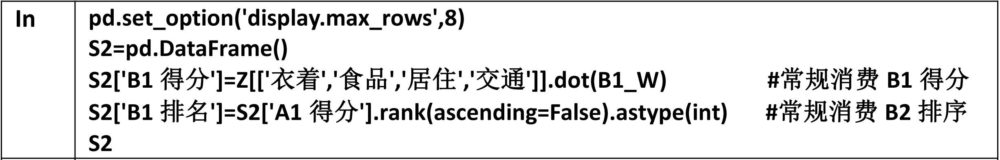 In
pd.set_option('display.max_rows',8)
S2=pd.DataFrame()
S2['B1 得分']=Z[['衣着','食品','居住','交通']].dot(B1_W) #常规消费 B1 得分
S2['B1 排名']=S2['A1 得分'].rank(ascending=False).astype(int) #常规消费 B2 排序
S2